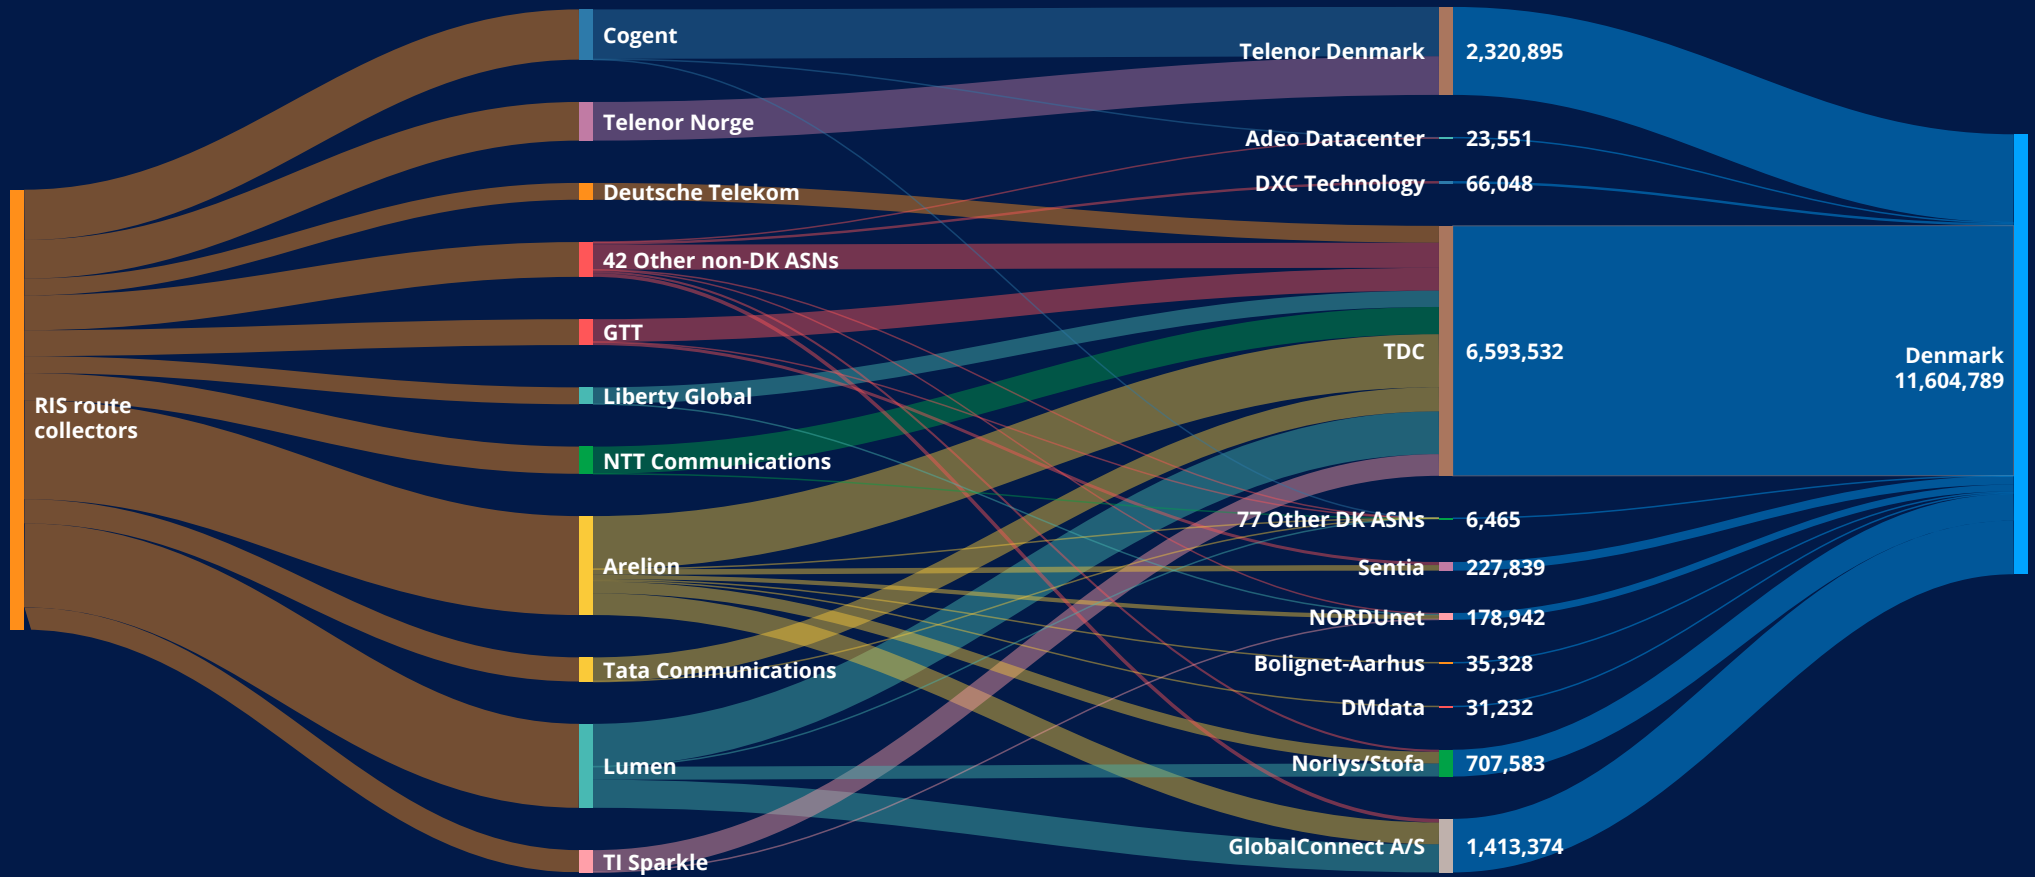 RIS route
collectors
Cogent
Telenor Norge
Deutsche Telekom
42 Other non-DK ASNs
GTT
Liberty Global
NTT Communications
Arelion
Tata Communications
Lumen
TI Sparkle
Telenor Denmark 2,320,895
Adeo Datacenter 23,551
DXC Technology 66,048
TDC 6,593,532
77 Other DK ASNs 6,465
Sentia 227,839
NORDUnet 178,942
Bolignet-Aarhus 35,328
DMdata 31,232
Norlys/Stofa 707,583
GlobalConnect A/S 1,413,374
Denmark
11,604,789